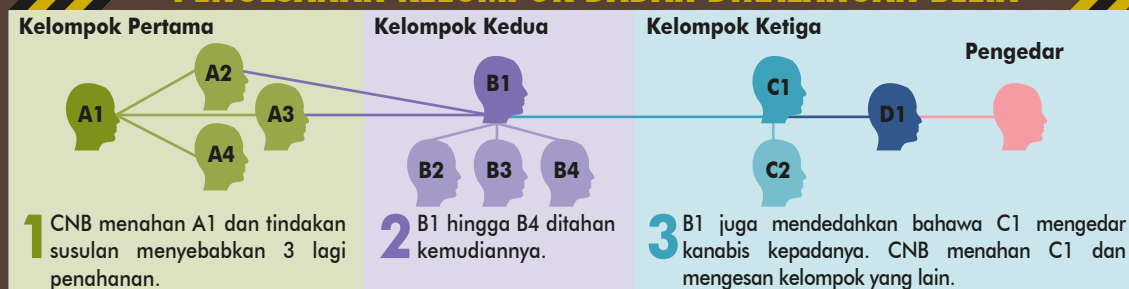 Kelompok Pertama
A1
A2
A3
A4
1 CNB menahan A1 dan tindakan
susulan menyebabkan 3 lagi
penahanan.
Kelompok Kedua
B1
B2 B3 B4
2 B1 hingga B4 ditahan
kemudiannya.
Kelompok Ketiga
Pengedar
C1
D1
C2
3 B1 juga mendedahkan bahawa C1 mengedar
kanabis kepadanya. CNB menahan C1 dan
mengesan kelompok yang lain.